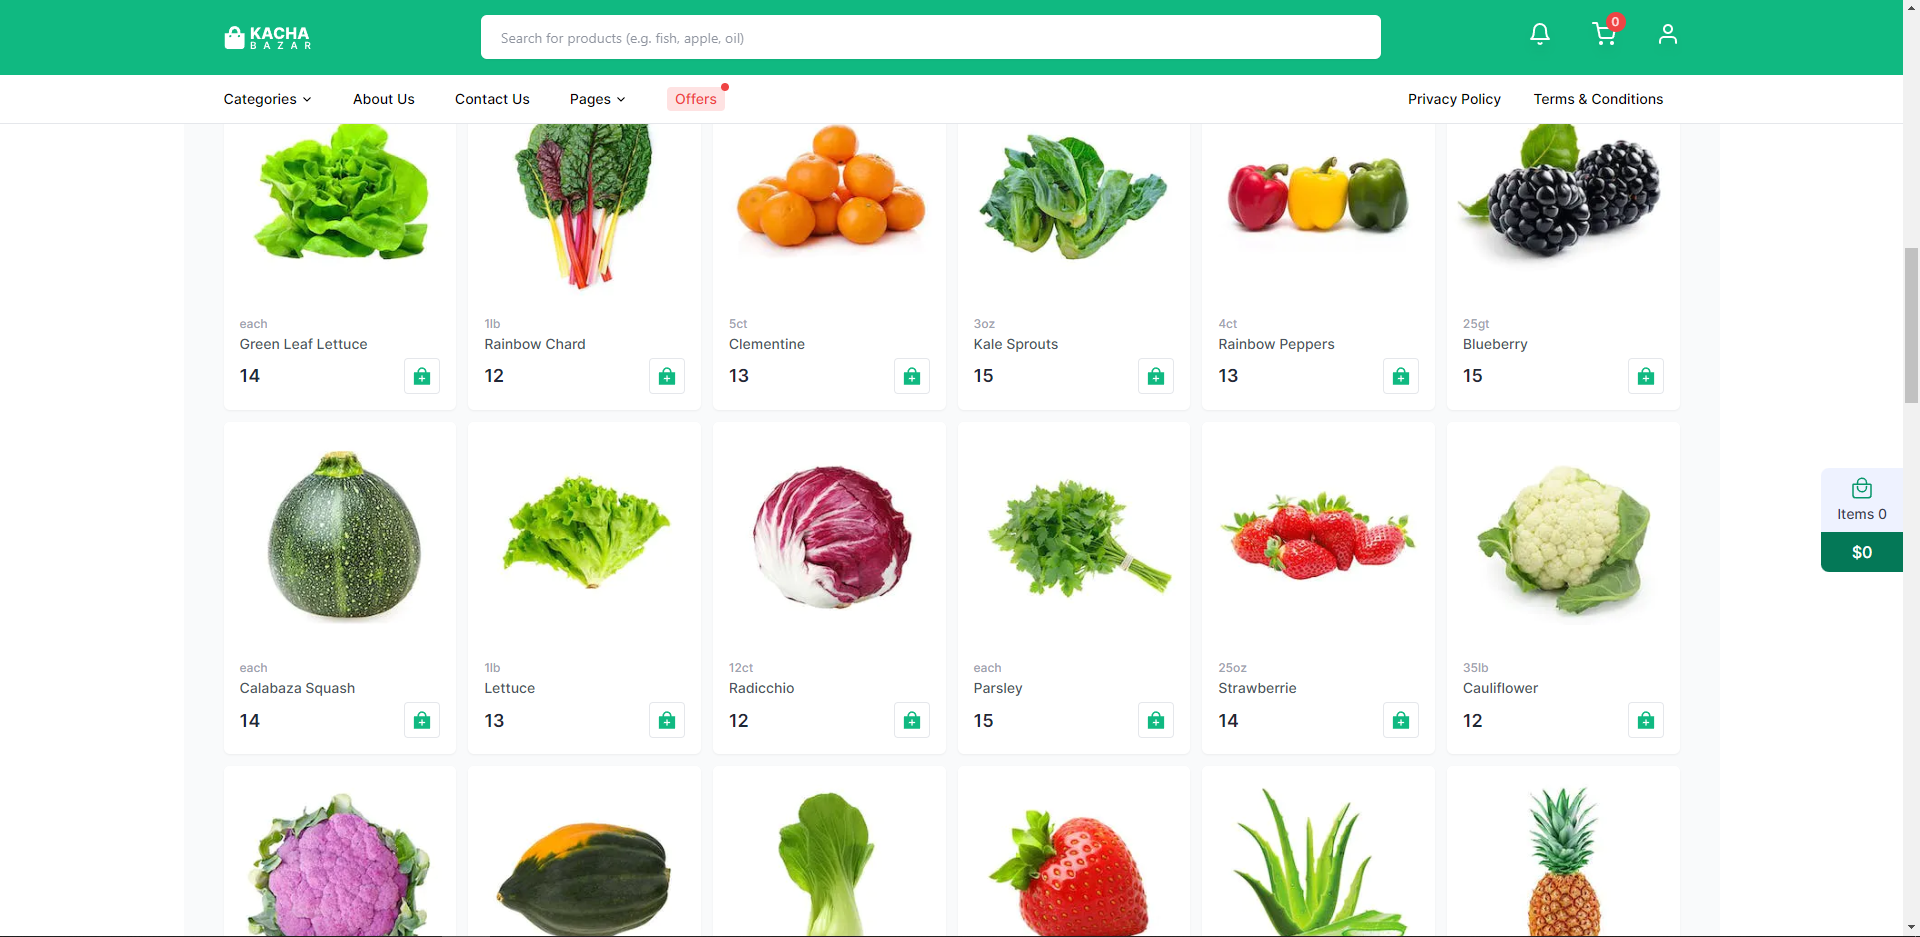 KACHA
BAZAR
Search for products (e.g. fish, apple, oil)
0
Categories
About Us
Contact Us
Pages
Offers
Privacy Policy
Terms & Conditions
each
Green Leaf Lettuce
14
1lb
Rainbow Chard
12
5ct
Clementine
13
3oz
Kale Sprouts
15
4ct
Rainbow Peppers
13
25gt
Blueberry
15
Items 0
$0
each
Calabaza Squash
14
1lb
Lettuce
13
12ct
Radicchio
12
each
Parsley
15
25oz
Strawberrie
14
35lb
Cauliflower
12